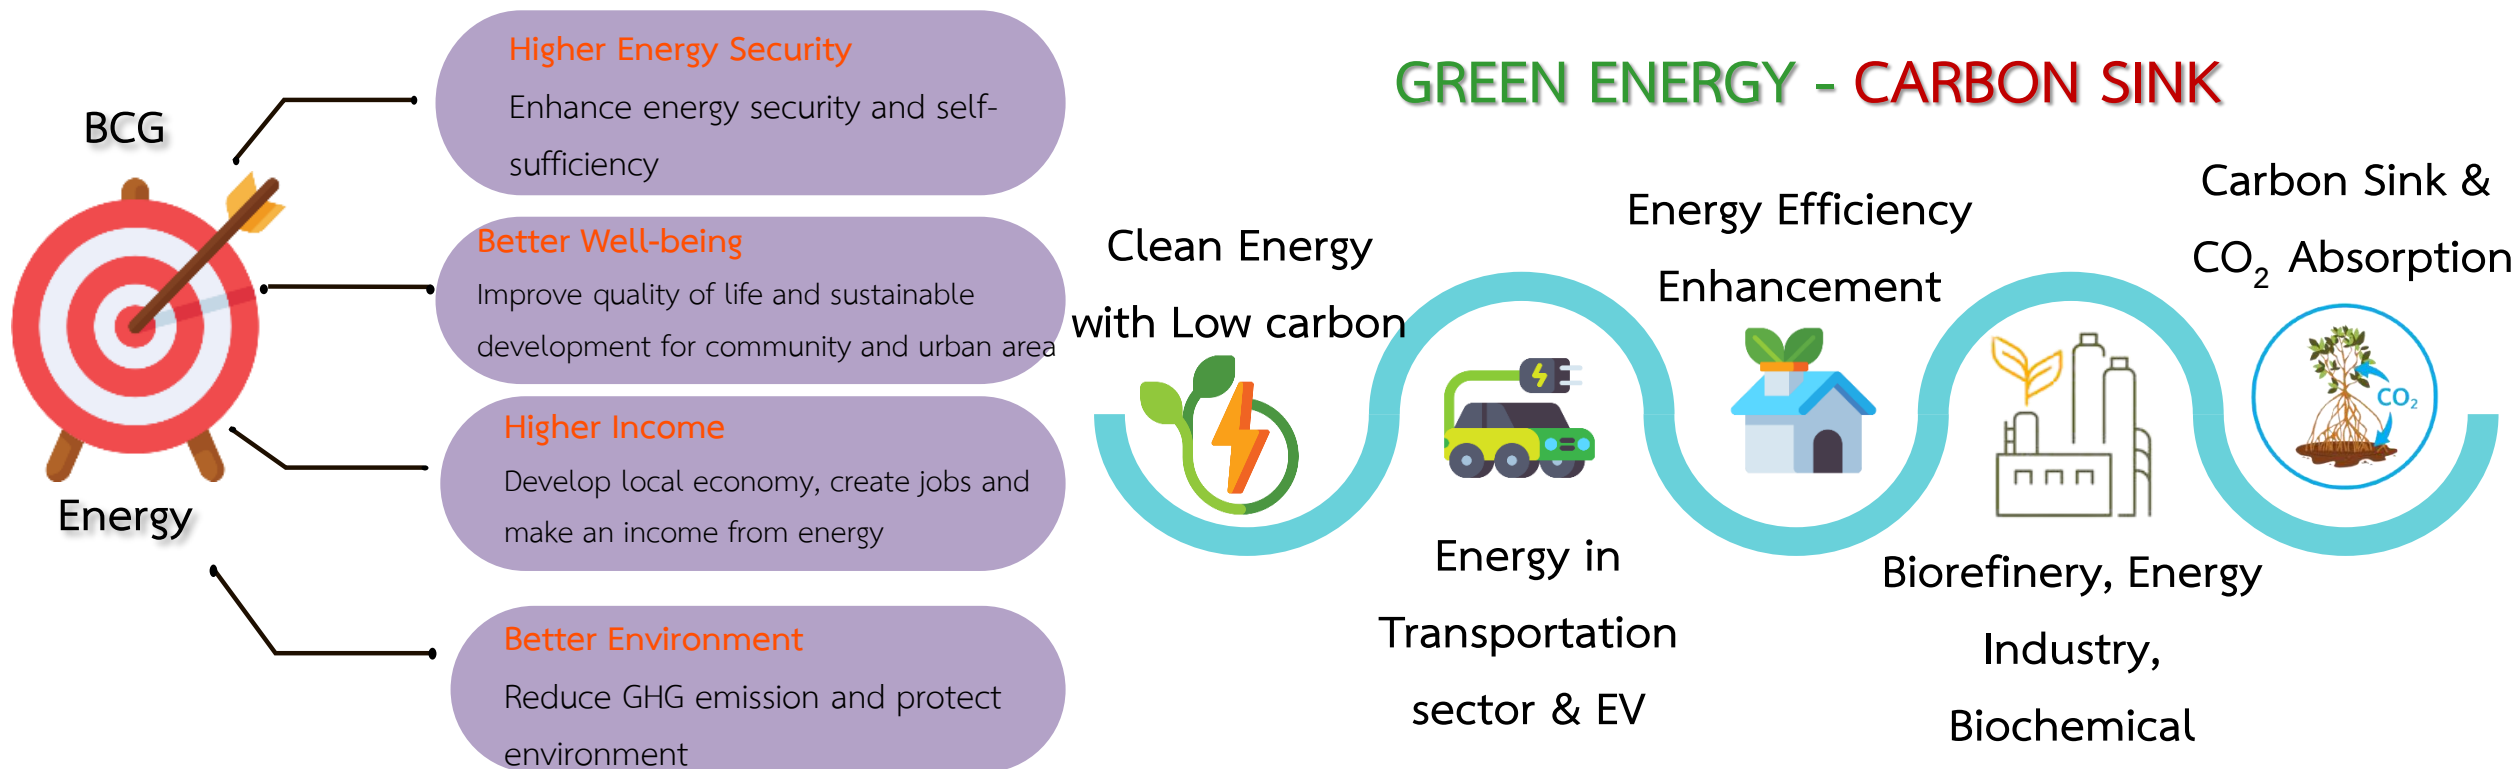 BCG
Energy
Higher Energy Security
Enhance energy security and self-
sufficiency
Better Well-being
Improve quality of life and sustainable
development for community and urban area
Higher Income
Develop local economy, create jobs and
make an income from energy
Better Environment
Reduce GHG emission and protect
environment
GREEN ENERGY - CARBON SINK
Clean Energy
with Low carbon
Energy in
Transportation
sector & EV
Energy Efficiency
Enhancement
Biorefinery, Energy
Industry,
Biochemical
Carbon Sink &
CO₂ Absorption
CO₂